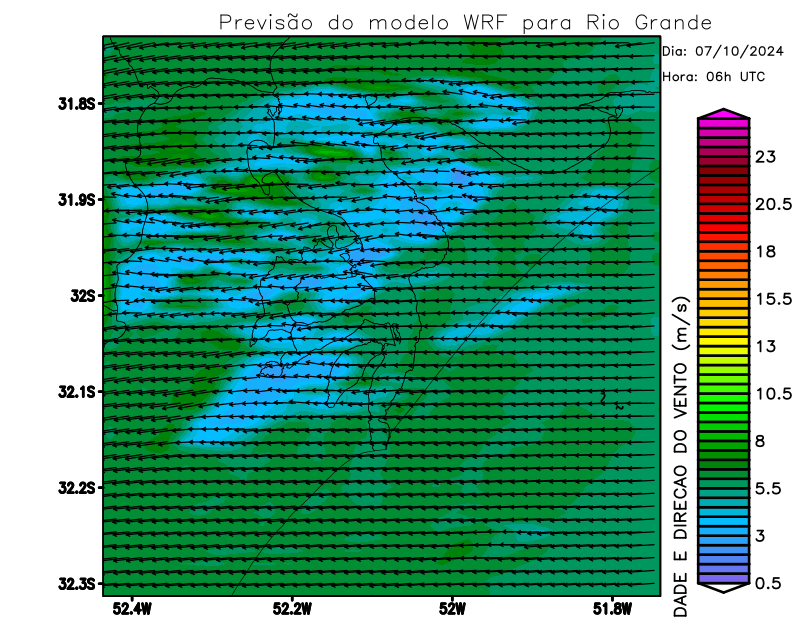 Previsão do modelo WRF para Rio Grande
Dia: 07/10/2024
Hora: 06h UTC
31.8S
31.9S
32S
32.1S
32.2S
32.3S
52.4W
52.2W
52W
51.8W
23
20.5
18
15.5
13
10.5
8
5.5
3
0.5
DADE E DIRECAO DO VENTO (m/s)